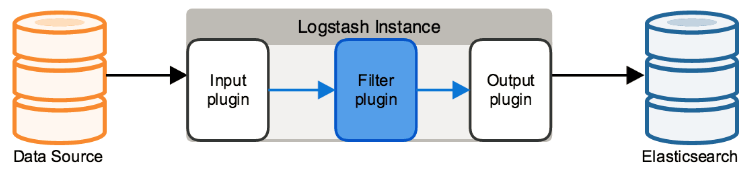 Logstash Instance
Input
plugin
Filter
plugin
Output
plugin
Data Source
Elasticsearch